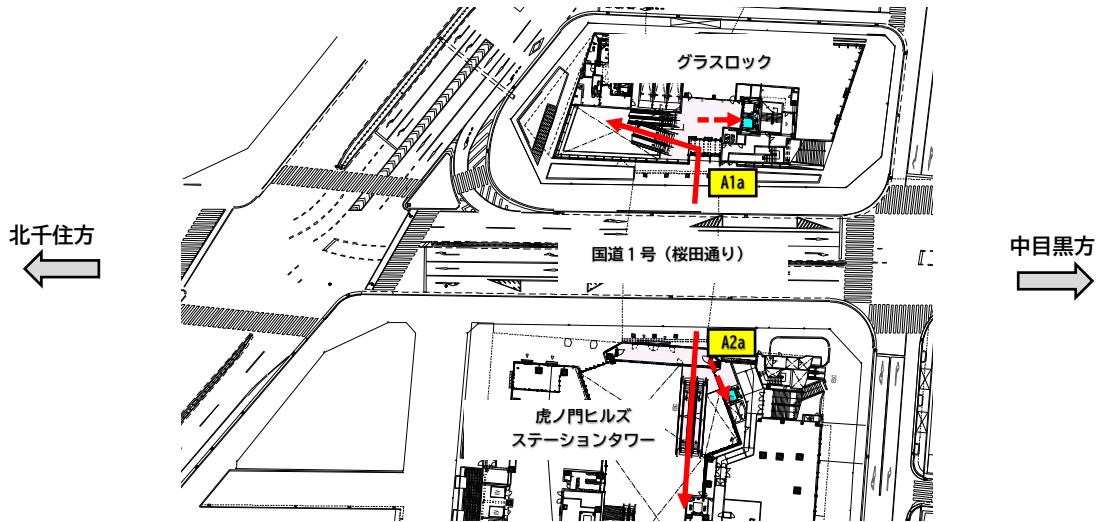 グラスロック
A1a
北千住方
国道1号（桜田通り）
中目黒方
A2a
虎ノ門ヒルズ
ステーションタワー